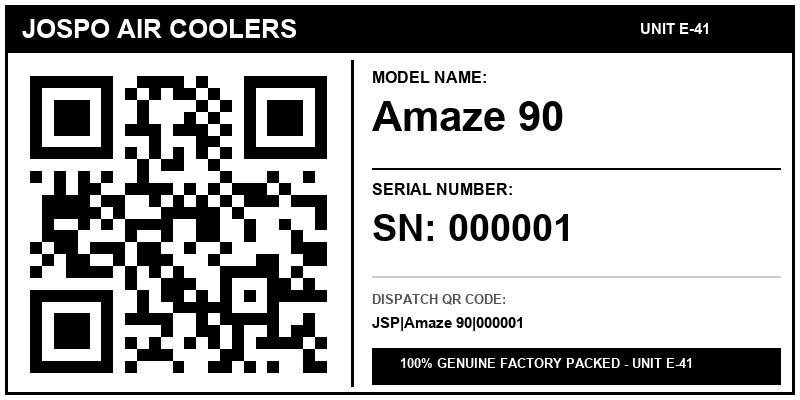 JOSPO AIR COOLERS
UNIT E-41
MODEL NAME:
Amaze 90
SERIAL NUMBER:
SN: 000001
DISPATCH QR CODE:
JSP|Amaze 90|000001
100% GENUINE FACTORY PACKED - UNIT E-41